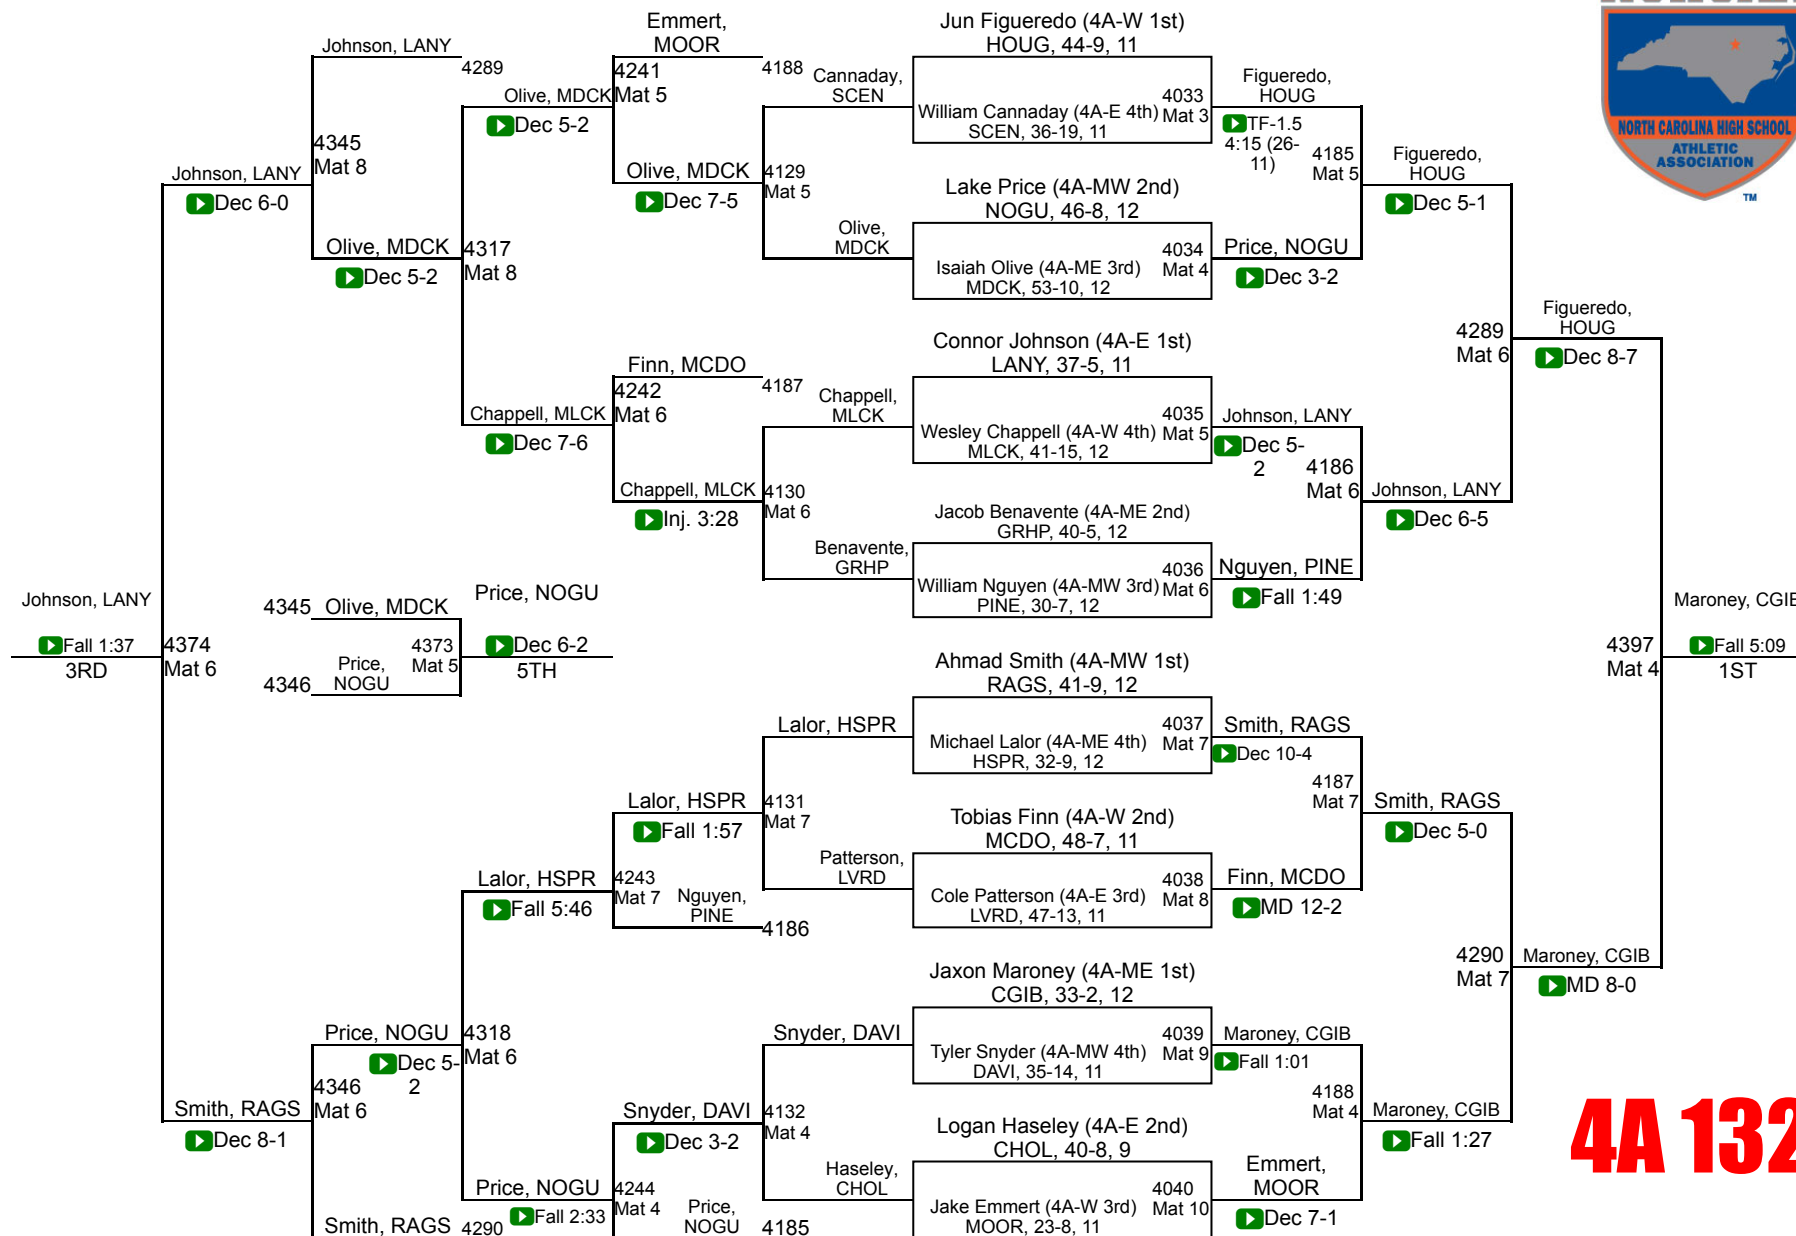 Johnson, LANY
4289
4345
Mat 8
Johnson, LANY
Dec 6-0
Olive, MDCK
Dec 5-2
Olive, MDCK
Dec 5-2
4317
Mat 8
Emmert,
MOOR
4188
4241
Mat 5
Olive, MDCK
Dec 7-5
Cannaday,
SCEN
4129
Mat 5
Olive,
MDCK
Jun Figueredo (4A-W 1st)
HOUG, 44-9, 11
William Cannaday (4A-E 4th)
SCEN, 36-19, 11
4033
Mat 3
Figueredo,
HOUG
TF-1.5
4:15 (26-
11)
Lake Price (4A-MW 2nd)
NOGU, 46-8, 12
Isaiah Olive (4A-ME 3rd)
MDCK, 53-10, 12
4034
Mat 4
Price, NOGU
Dec 3-2
4185
Mat 5
Figueredo,
HOUG
Dec 5-1
NORTH CAROLINA HIGH SCHOOL
ATHLETIC
ASSOCIATION
TM
Chappell, MLCK
Dec 7-6
Finn, MCDO
4187
4242
Mat 6
Chappell, MLCK
Inj. 3:28
Chappell,
MLCK
4130
Mat 6
Benavente,
GRHP
Connor Johnson (4A-E 1st)
LANY, 37-5, 11
Wesley Chappell (4A-W 4th)
MLCK, 41-15, 12
4035
Mat 5
Johnson, LANY
Dec 5-
2
Jacob Benavente (4A-ME 2nd)
GRHP, 40-5, 12
William Nguyen (4A-MW 3rd)
PINE, 30-7, 12
4036
Mat 6
Nguyen, PINE
Fall 1:49
4186
Mat 6
Johnson, LANY
Dec 6-5
4289
Mat 6
Figueredo,
HOUG
Dec 8-7
Johnson, LANY
Fall 1:37
3RD
4374
Mat 6
4345
Olive, MDCK
4346
Price,
NOGU
4373
Mat 5
Price, NOGU
Dec 6-2
5TH
4397
Mat 4
Maroney, CGIB
Fall 5:09
1ST
Ahmad Smith (4A-MW 1st)
RAGS, 41-9, 12
Michael Lalor (4A-ME 4th)
HSPR, 32-9, 12
4037
Mat 7
Smith, RAGS
Dec 10-4
Lalor, HSPR
4131
Mat 7
Patterson,
LVRD
Lalor, HSPR
Fall 1:57
Tobias Finn (4A-W 2nd)
MCDO, 48-7, 11
Cole Patterson (4A-E 3rd)
LVRD, 47-13, 11
4038
Mat 8
Finn, MCDO
MD 12-2
4187
Mat 7
Smith, RAGS
Dec 5-0
Lalor, HSPR
Fall 5:46
4243
Mat 7
Nguyen,
PINE
4186
4290
Mat 7
Maroney, CGIB
MD 8-0
Jaxon Maroney (4A-ME 1st)
CGIB, 33-2, 12
Tyler Snyder (4A-MW 4th)
DAVI, 35-14, 11
4039
Mat 9
Maroney, CGIB
Fall 1:01
Price, NOGU
Dec 5-
2
4318
Mat 6
Snyder, DAVI
4132
Mat 4
Haseley,
CHOL
Snyder, DAVI
Dec 3-2
Smith, RAGS
Dec 8-1
4346
Mat 6
Logan Haseley (4A-E 2nd)
CHOL, 40-8, 9
Jake Emmert (4A-W 3rd)
MOOR, 23-8, 11
4040
Mat 10
Emmert,
MOOR
Dec 7-1
4188
Mat 4
Maroney, CGIB
Fall 1:27
Price, NOGU
Fall 2:33
4244
Mat 4
Price,
NOGU
4185
Smith, RAGS
4290
4A 132